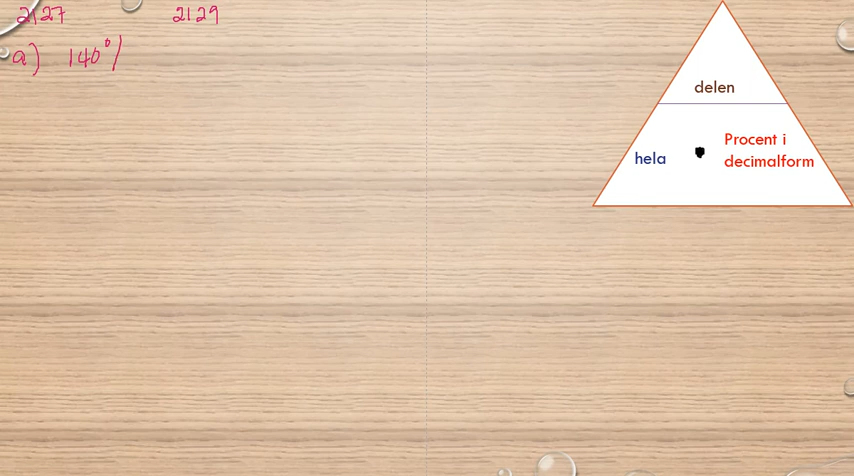 2127 2129
a) 140%
delen
hela
Procent i
decimalform